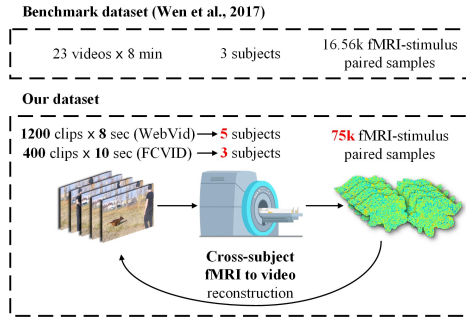 Benchmark dataset (Wen et al., 2017)
23 videos x 8 min
3 subjects
16.56k fMRI-stimulus
paired samples
Our dataset
1200 clips x 8 sec (WebVid) 5 subjects
400 clips x 10 sec (FCVID) 3 subjects
75k fMRI-stimulus
paired samples
Cross-subject
fMRI to video
reconstruction